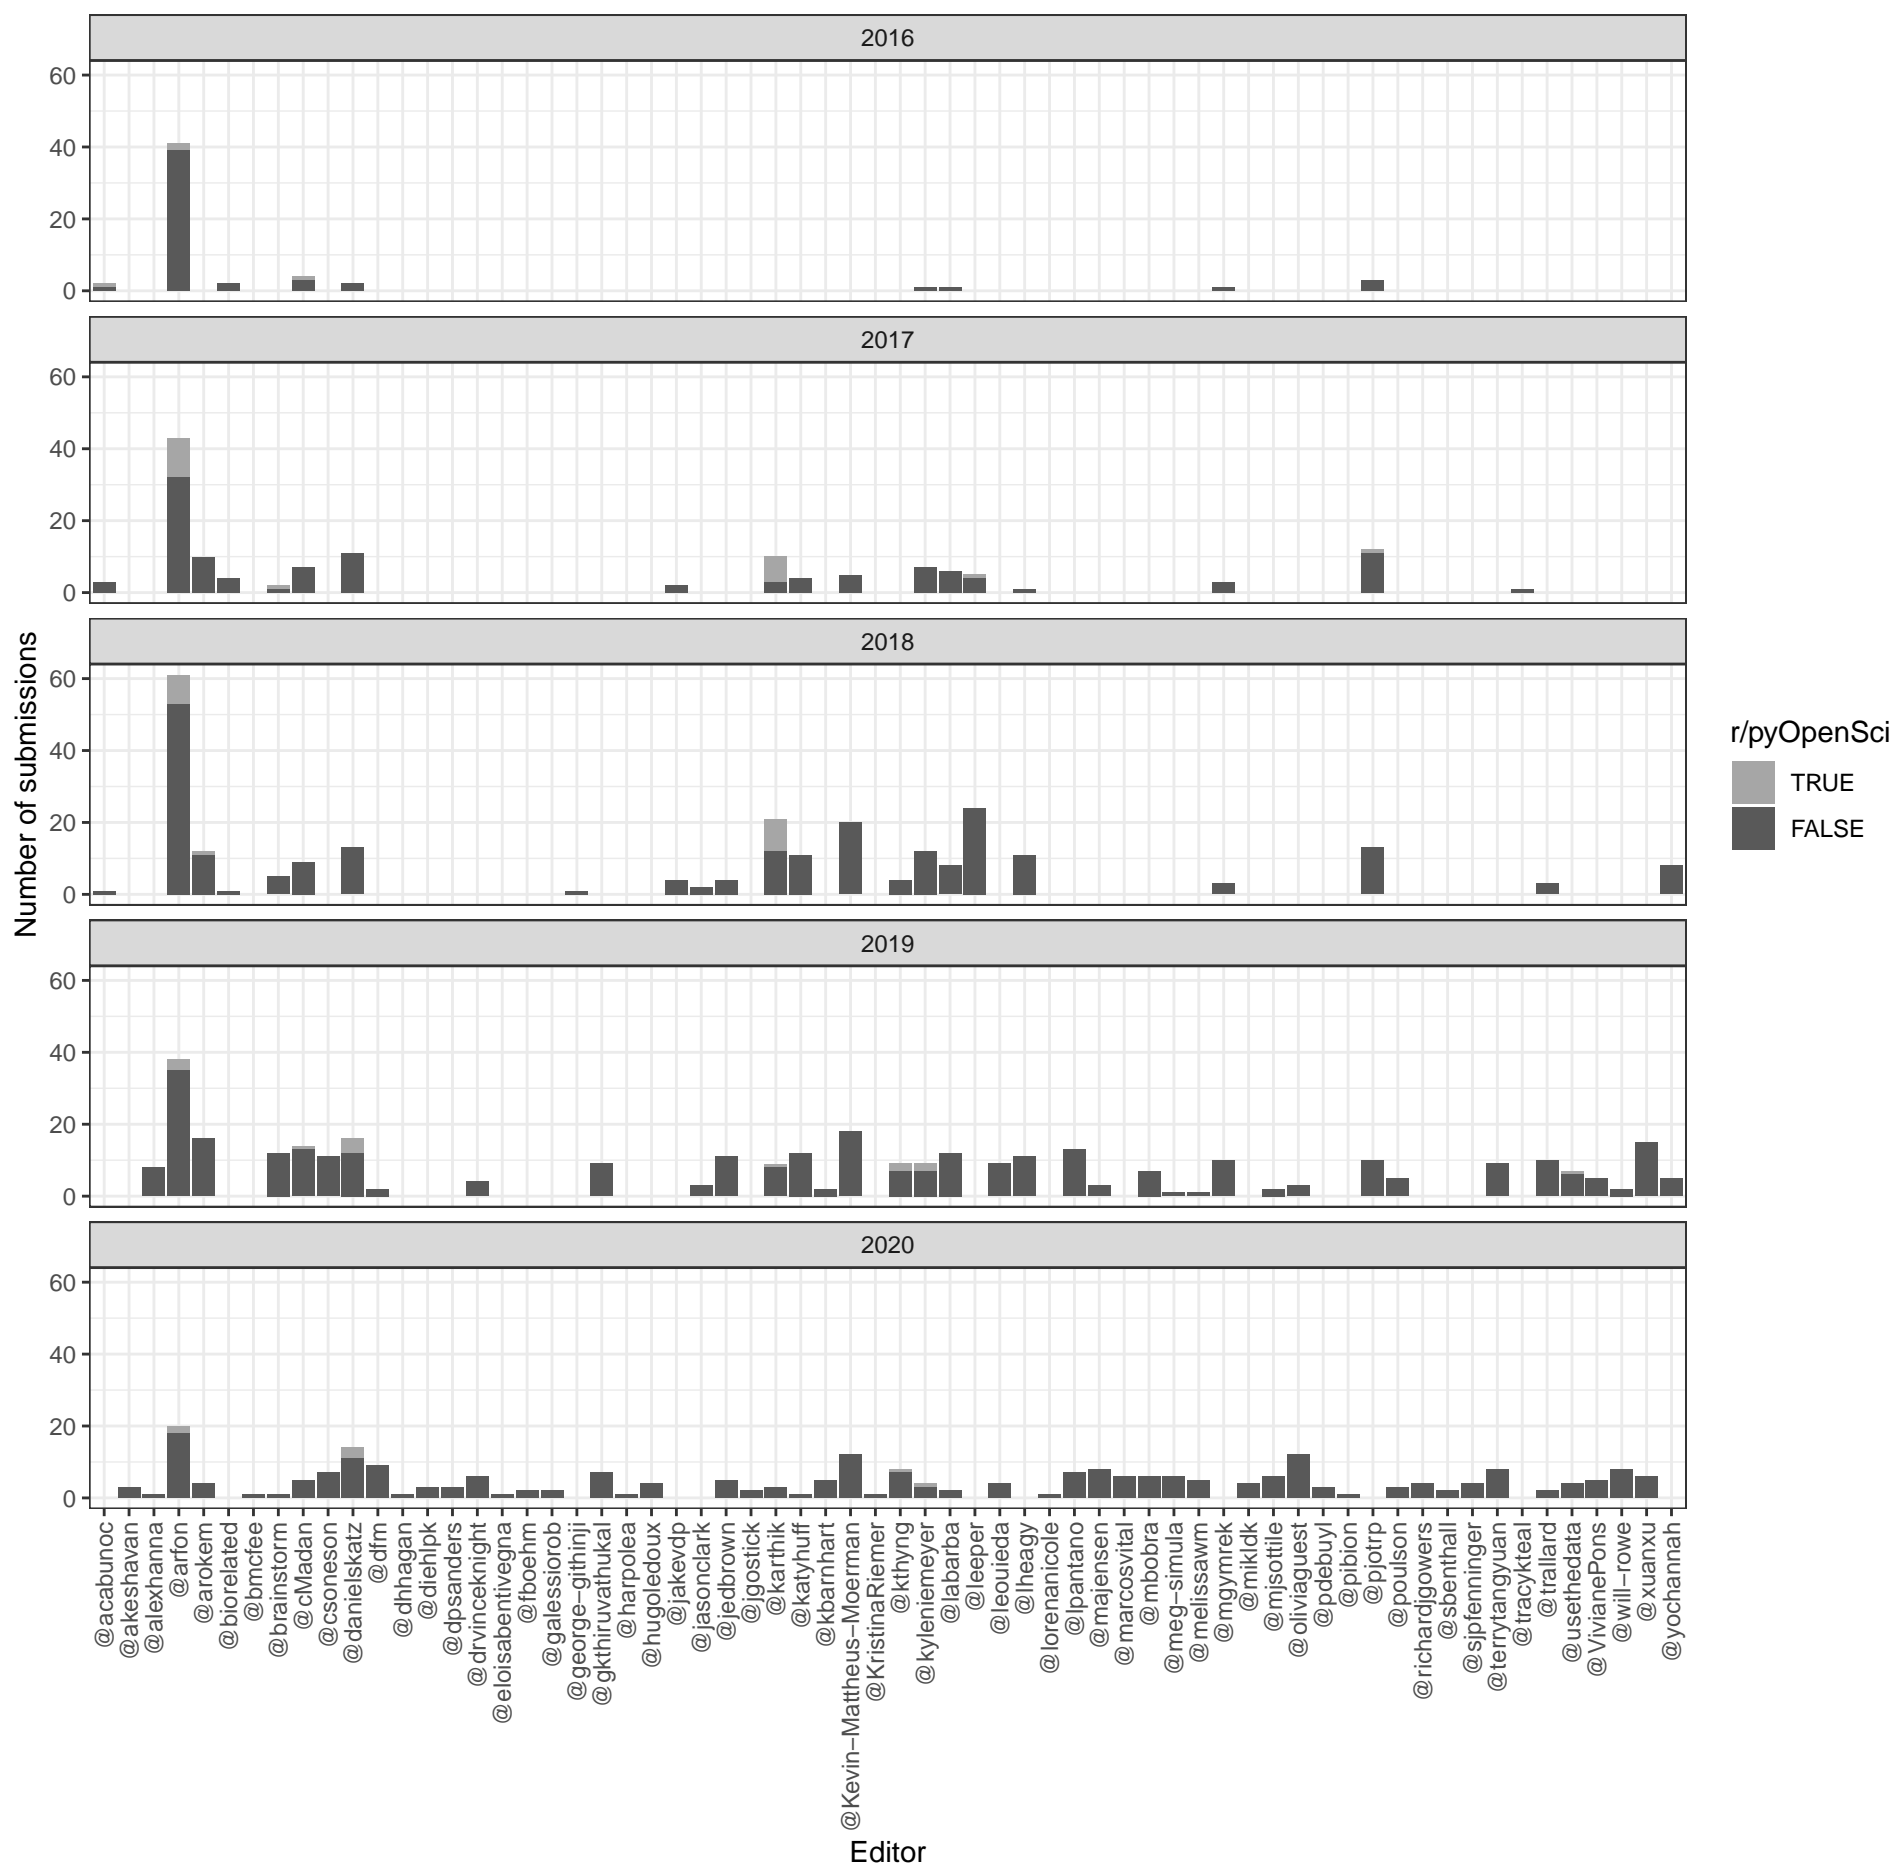 2016
60
40
20
0
2017
60
40
20
0
2018
60
40
20
0
2019
60
40
20
0
2020
60
40
20
0
Number of submissions
@acabunoc
@akeshavan
@alexhanna
@arfon
@arokem
@biorelated
@bmcfee
@brainstorm
@cMadan
@csoneson
@danielskatz
@dfm
@dhhagan
@diehlpk
@dpsanders
@drvinceknight
@eloisabentivegna
@fboehm
@galessiorob
@george-githinji
@gkthiruvathukal
@harpolea
@hugoledoux
@jakevdp
@jasonclark
@jedbrown
@jgostick
@karthik
@katyhuff
@kbarnhart
@Kevin-Mattheus-Moerman
@KristinaRiemer
@kthyng
@kyleniemeyer
@labarba
@leeper
@leouieda
@lheagy
@lorenanicole
@lpantano
@majensen
@marcosvital
@mbobra
@meg-simula
@melissawm
@mgymrek
@mikldk
@mjsottile
@oliviaguest
@pdebuyl
@pibion
@pjotrp
@poulson
@richardjgowers
@sbenthall
@sjpfenninger
@terrytangyuan
@tracykteal
@trallard
@usethedata
@VivianePons
@will-rowe
@xuanxu
@yochannah
Editor
r/pyOpenSci
TRUE
FALSE